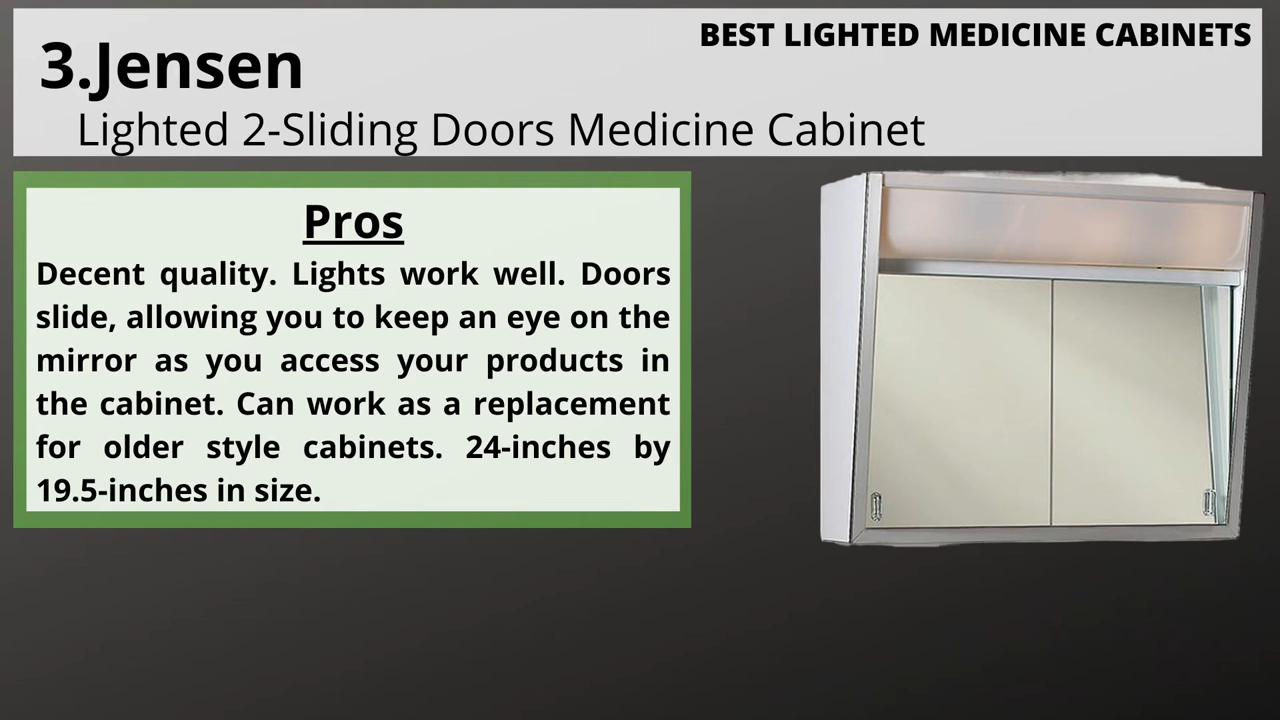 BEST LIGHTED MEDICINE CABINETS
3.Jensen
Lighted 2-Sliding Doors Medicine Cabinet
Pros
Decent quality. Lights work well. Doors
slide, allowing you to keep an eye on the
mirror as you access your products in
the cabinet. Can work as a replacement
for older style cabinets. 24-inches by
19.5-inches in size.